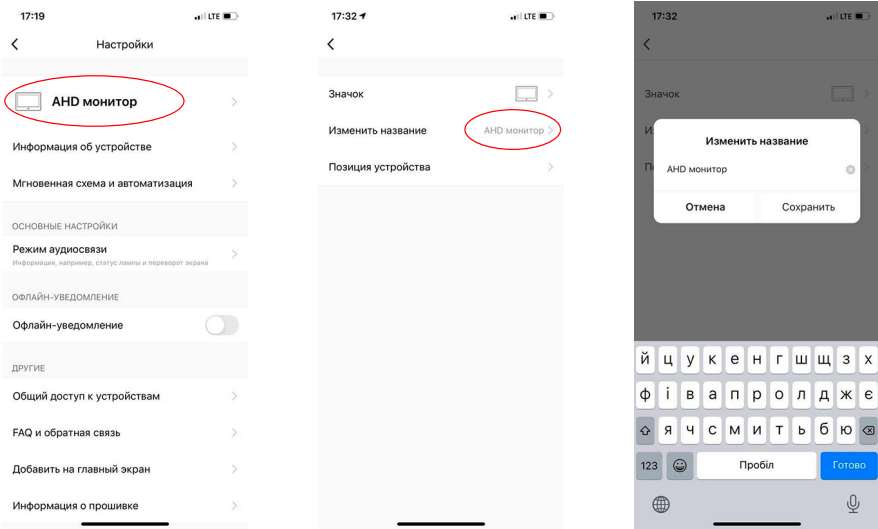 17:19 LTE
Настройки
AHD монитор
Информация об устройстве
Мгновенная схема и автоматизация
ОСНОВНЫЕ НАСТРОЙКИ
Режим аудиосвязи
Информация, например, статус лампы и переворот экрана
ОФЛАЙН-УВЕДОМЛЕНИЕ
Офлайн-уведомление
ДРУГИЕ
Общий доступ к устройствам
FAQ и обратная связь
Добавить на главный экран
Информация о прошивке
17:32 LTE
Значок
Изменить название AHD монитор
Позиция устройства
17:32 LTE
Значок
И
П
Изменить название
AHD монитор
Отмена Сохранить
й ц у к е н г ш щ з х
ф і в а п р о л д ж є
я ч с м и т ь б ю
123 Пробіл Готово